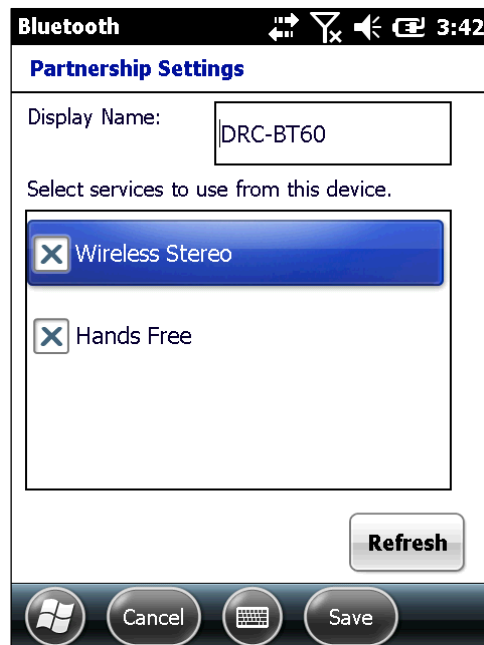 Bluetooth 3:42
Partnership Settings
Display Name:
DRC-BT60
Select services to use from this device.
Wireless Stereo
Hands Free
Refresh
Cancel Save